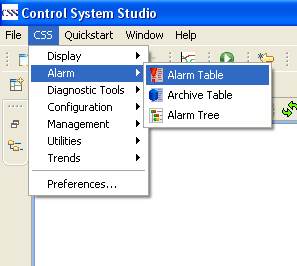 CSS Control System Studio
File CSS Quickstart Window Help
Display
Alarm
Diagnostic Tools
Configuration
Management
Utilities
Trends
Preferences...
Alarm Table
Archive Table
Alarm Tree